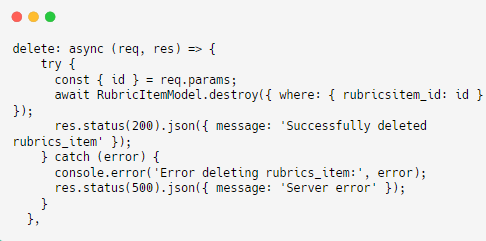 delete: async (req, res) => {
    try {
      const { id } = req.params;
      await RubricItemModel.destroy({ where: { rubricsitem_id: id }
});
      res.status(200).json({ message: 'Successfully deleted
rubrics_item' });
    } catch (error) {
      console.error('Error deleting rubrics_item:', error);
      res.status(500).json({ message: 'Server error' });
    }
  },